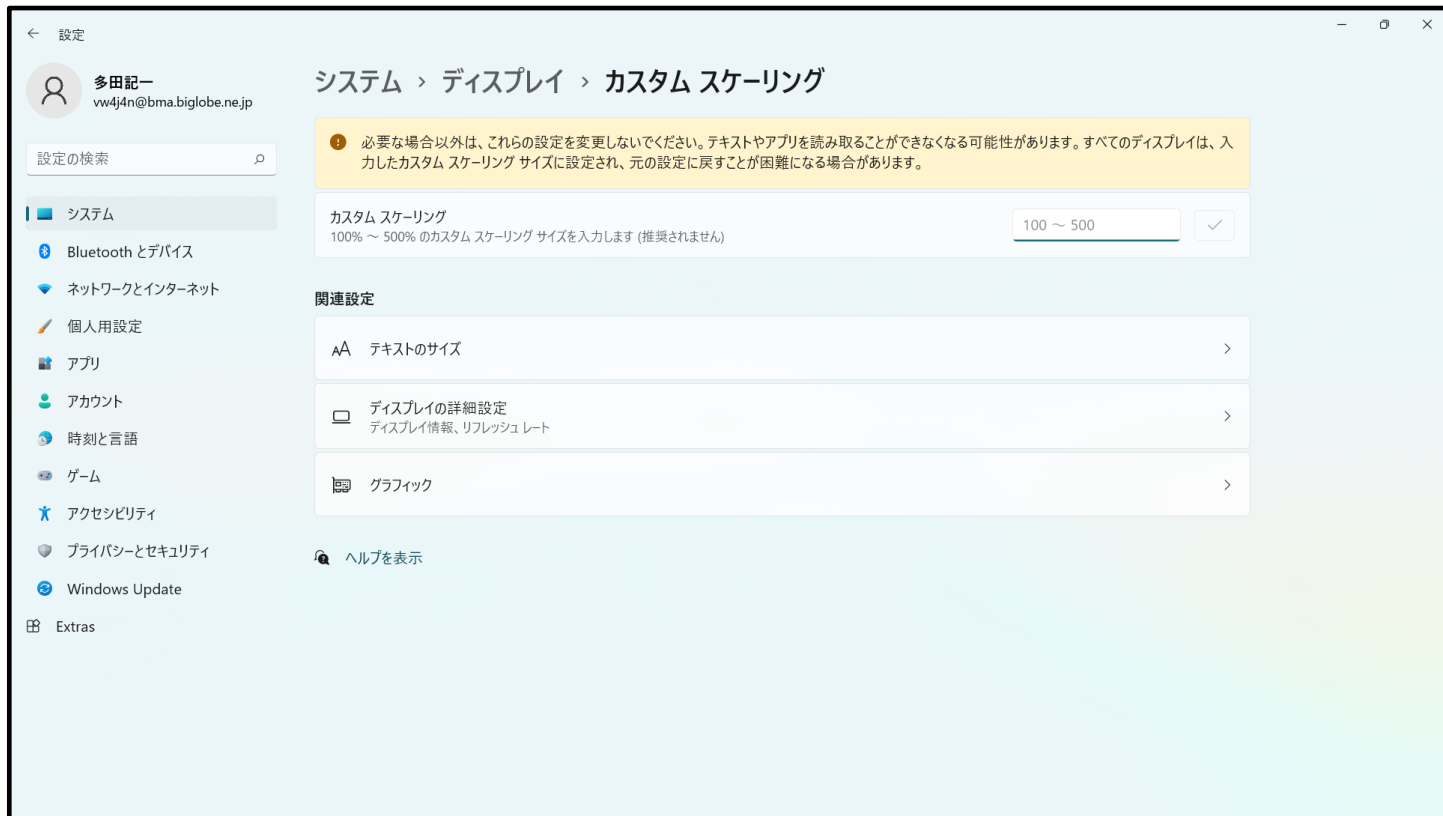 設定
多田記一
vw4j4n@bma.biglobe.ne.jp
設定の検索
システム
Bluetooth とデバイス
ネットワークとインターネット
個人用設定
アプリ
アカウント
時刻と言語
ゲーム
アクセシビリティ
プライバシーとセキュリティ
Windows Update
Extras
システム › ディスプレイ › カスタム スケーリング
必要な場合以外は、これらの設定を変更しないでください。テキストやアプリを読み取ることができなくなる可能性があります。すべてのディスプレイは、入
力したカスタム スケーリング サイズに設定され、元の設定に戻すことが困難になる場合があります。
カスタム スケーリング
100% ～ 500% のカスタム スケーリング サイズを入力します (推奨されません)
100 ～ 500
関連設定
テキストのサイズ
ディスプレイの詳細設定
ディスプレイ情報、リフレッシュ レート
グラフィック
ヘルプを表示